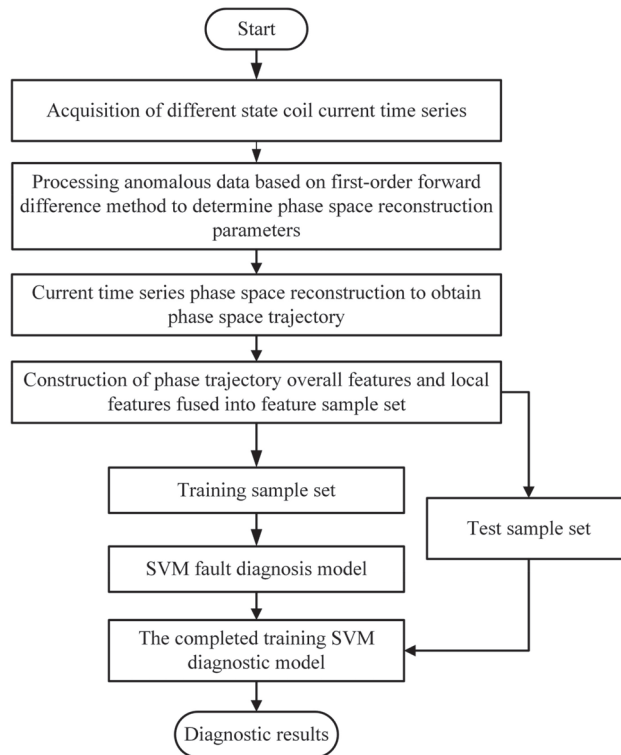 Start
Acquisition of different state coil current time series
Processing anomalous data based on first-order forward
difference method to determine phase space reconstruction
parameters
Current time series phase space reconstruction to obtain
phase space trajectory
Construction of phase trajectory overall features and local
features fused into feature sample set
Training sample set
Test sample set
SVM fault diagnosis model
The completed training SVM
diagnostic model
Diagnostic results